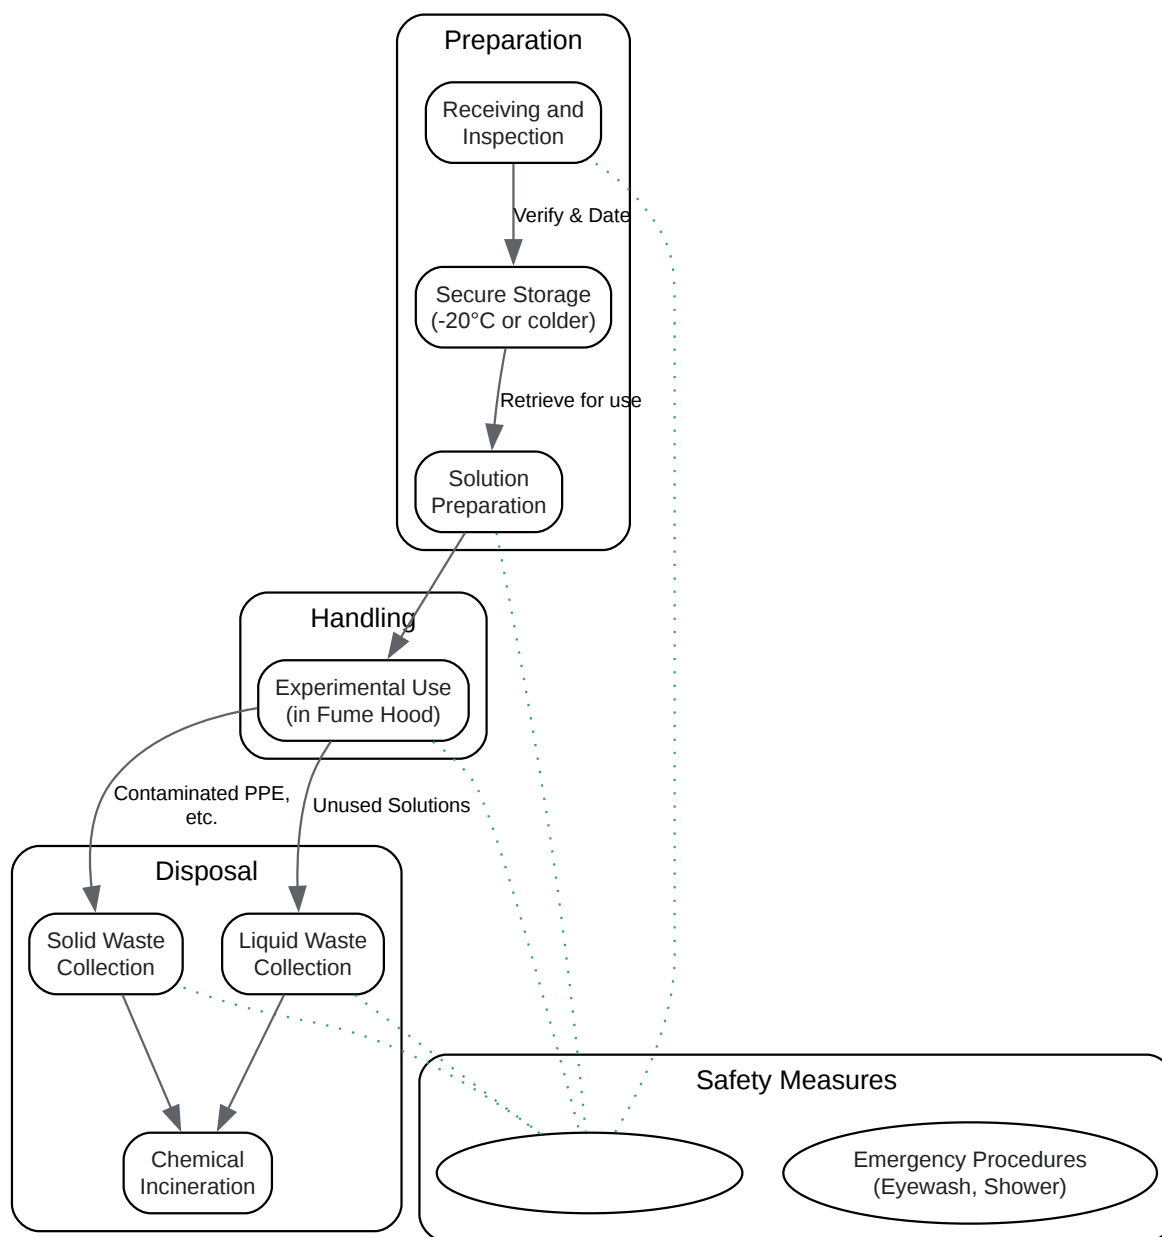 Preparation
Receiving and
Inspection
Verify & Date
Secure Storage
(-20°C or colder)
Retrieve for use
Solution
Preparation
Handling
Experimental Use
(in Fume Hood)
Contaminated PPE,
etc.
Unused Solutions
Disposal
Solid Waste
Collection
Liquid Waste
Collection
Chemical
Incineration
Safety Measures
Emergency Procedures
(Eyewash, Shower)